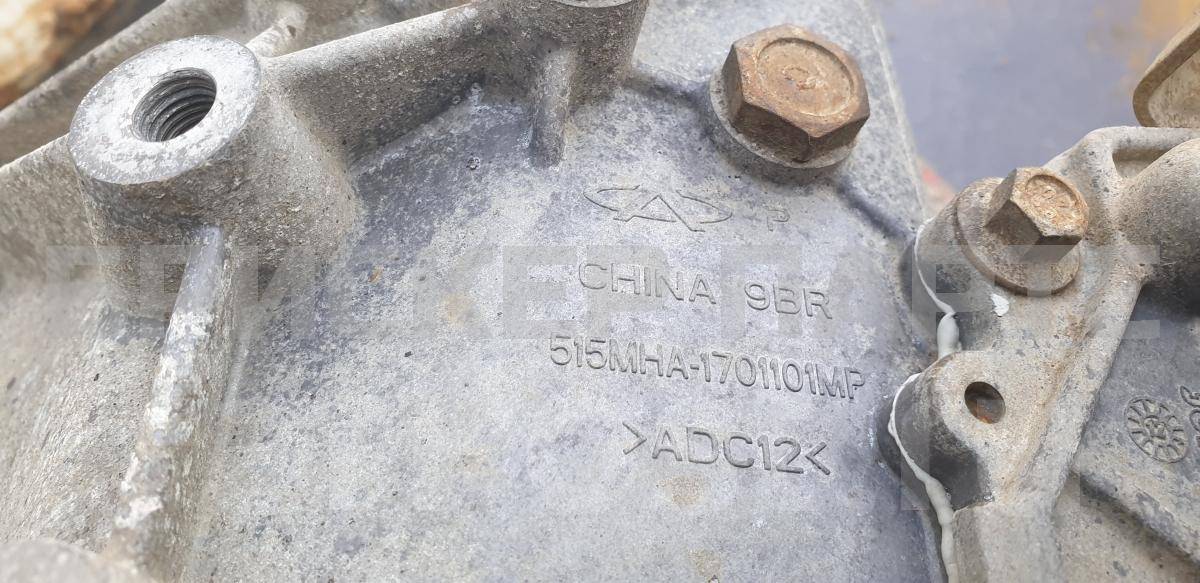 P
CHINA 9BR
515MHA-1701101MP
>ADC12<